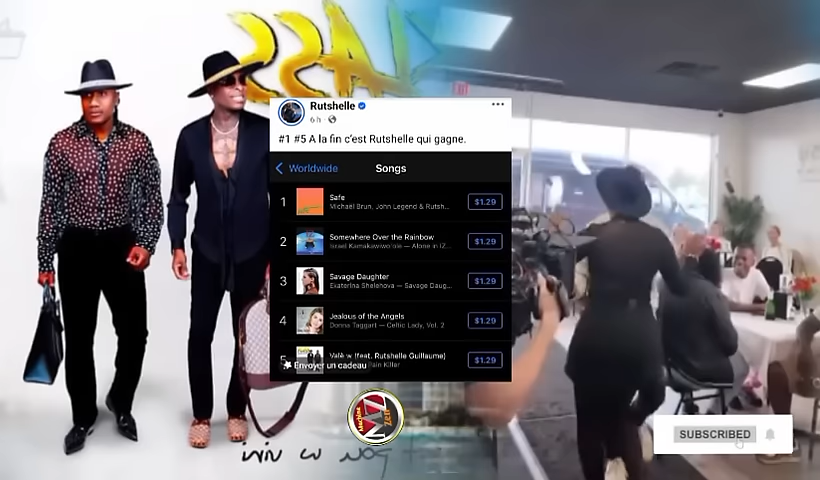 Rutshelle
6 h ·
#1 #5 A la fin c'est Rutshelle qui gagne.
Worldwide
Songs
1
Safe
$1.29
Michaël Brun, John Legend & Rutsh...
2
Somewhere Over the Rainbow
$1.29
Israel Kamakawiwo'ole — Alone in IZ...
3
Savage Daughter
$1.29
Ekaterina Shelehova — Savage Daug...
4
Jealous of the Angels
$1.29
Donna Taggart — Celtic Lady, Vol. 2
5
(feat. Rutshelle Guillaume)
$1.29
Envoyer un cadeau
Killer
SUBSCRIBED